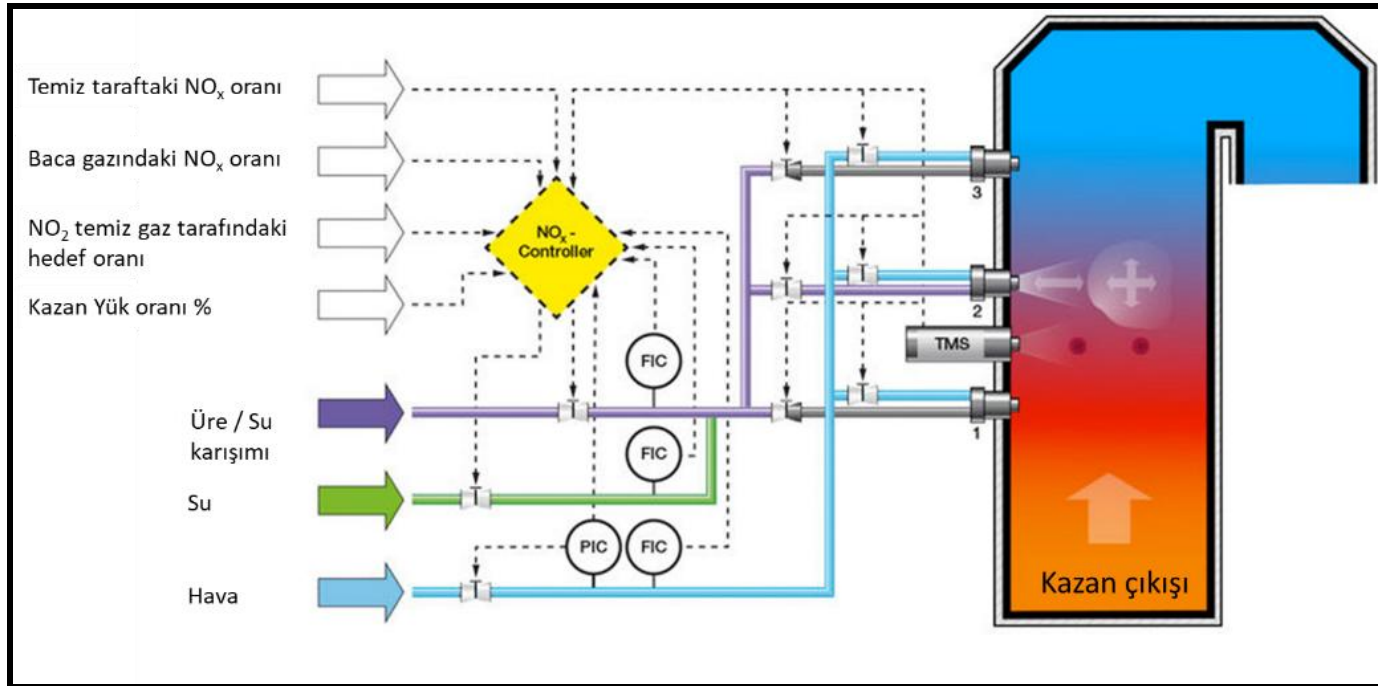 Temiz taraftaki NOx oranı
Baca gazındaki NOx oranı
NO2 temiz gaz tarafındaki
hedef oranı
Kazan Yük oranı %
Üre / Su
karışımı
Su
Hava
NOx -
Controller
FIC
FIC
PIC
FIC
3
2
TMS
1
Kazan çıkışı